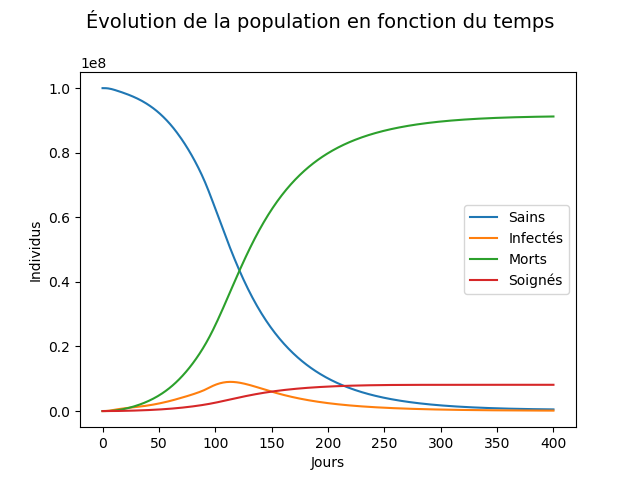 Évolution de la population en fonction du temps
1e8
1.0
0.8
0.6
0.4
0.2
0.0
Individus
Sains
Infectés
Morts
Soignés
0 50 100 150 200 250 300 350 400
Jours